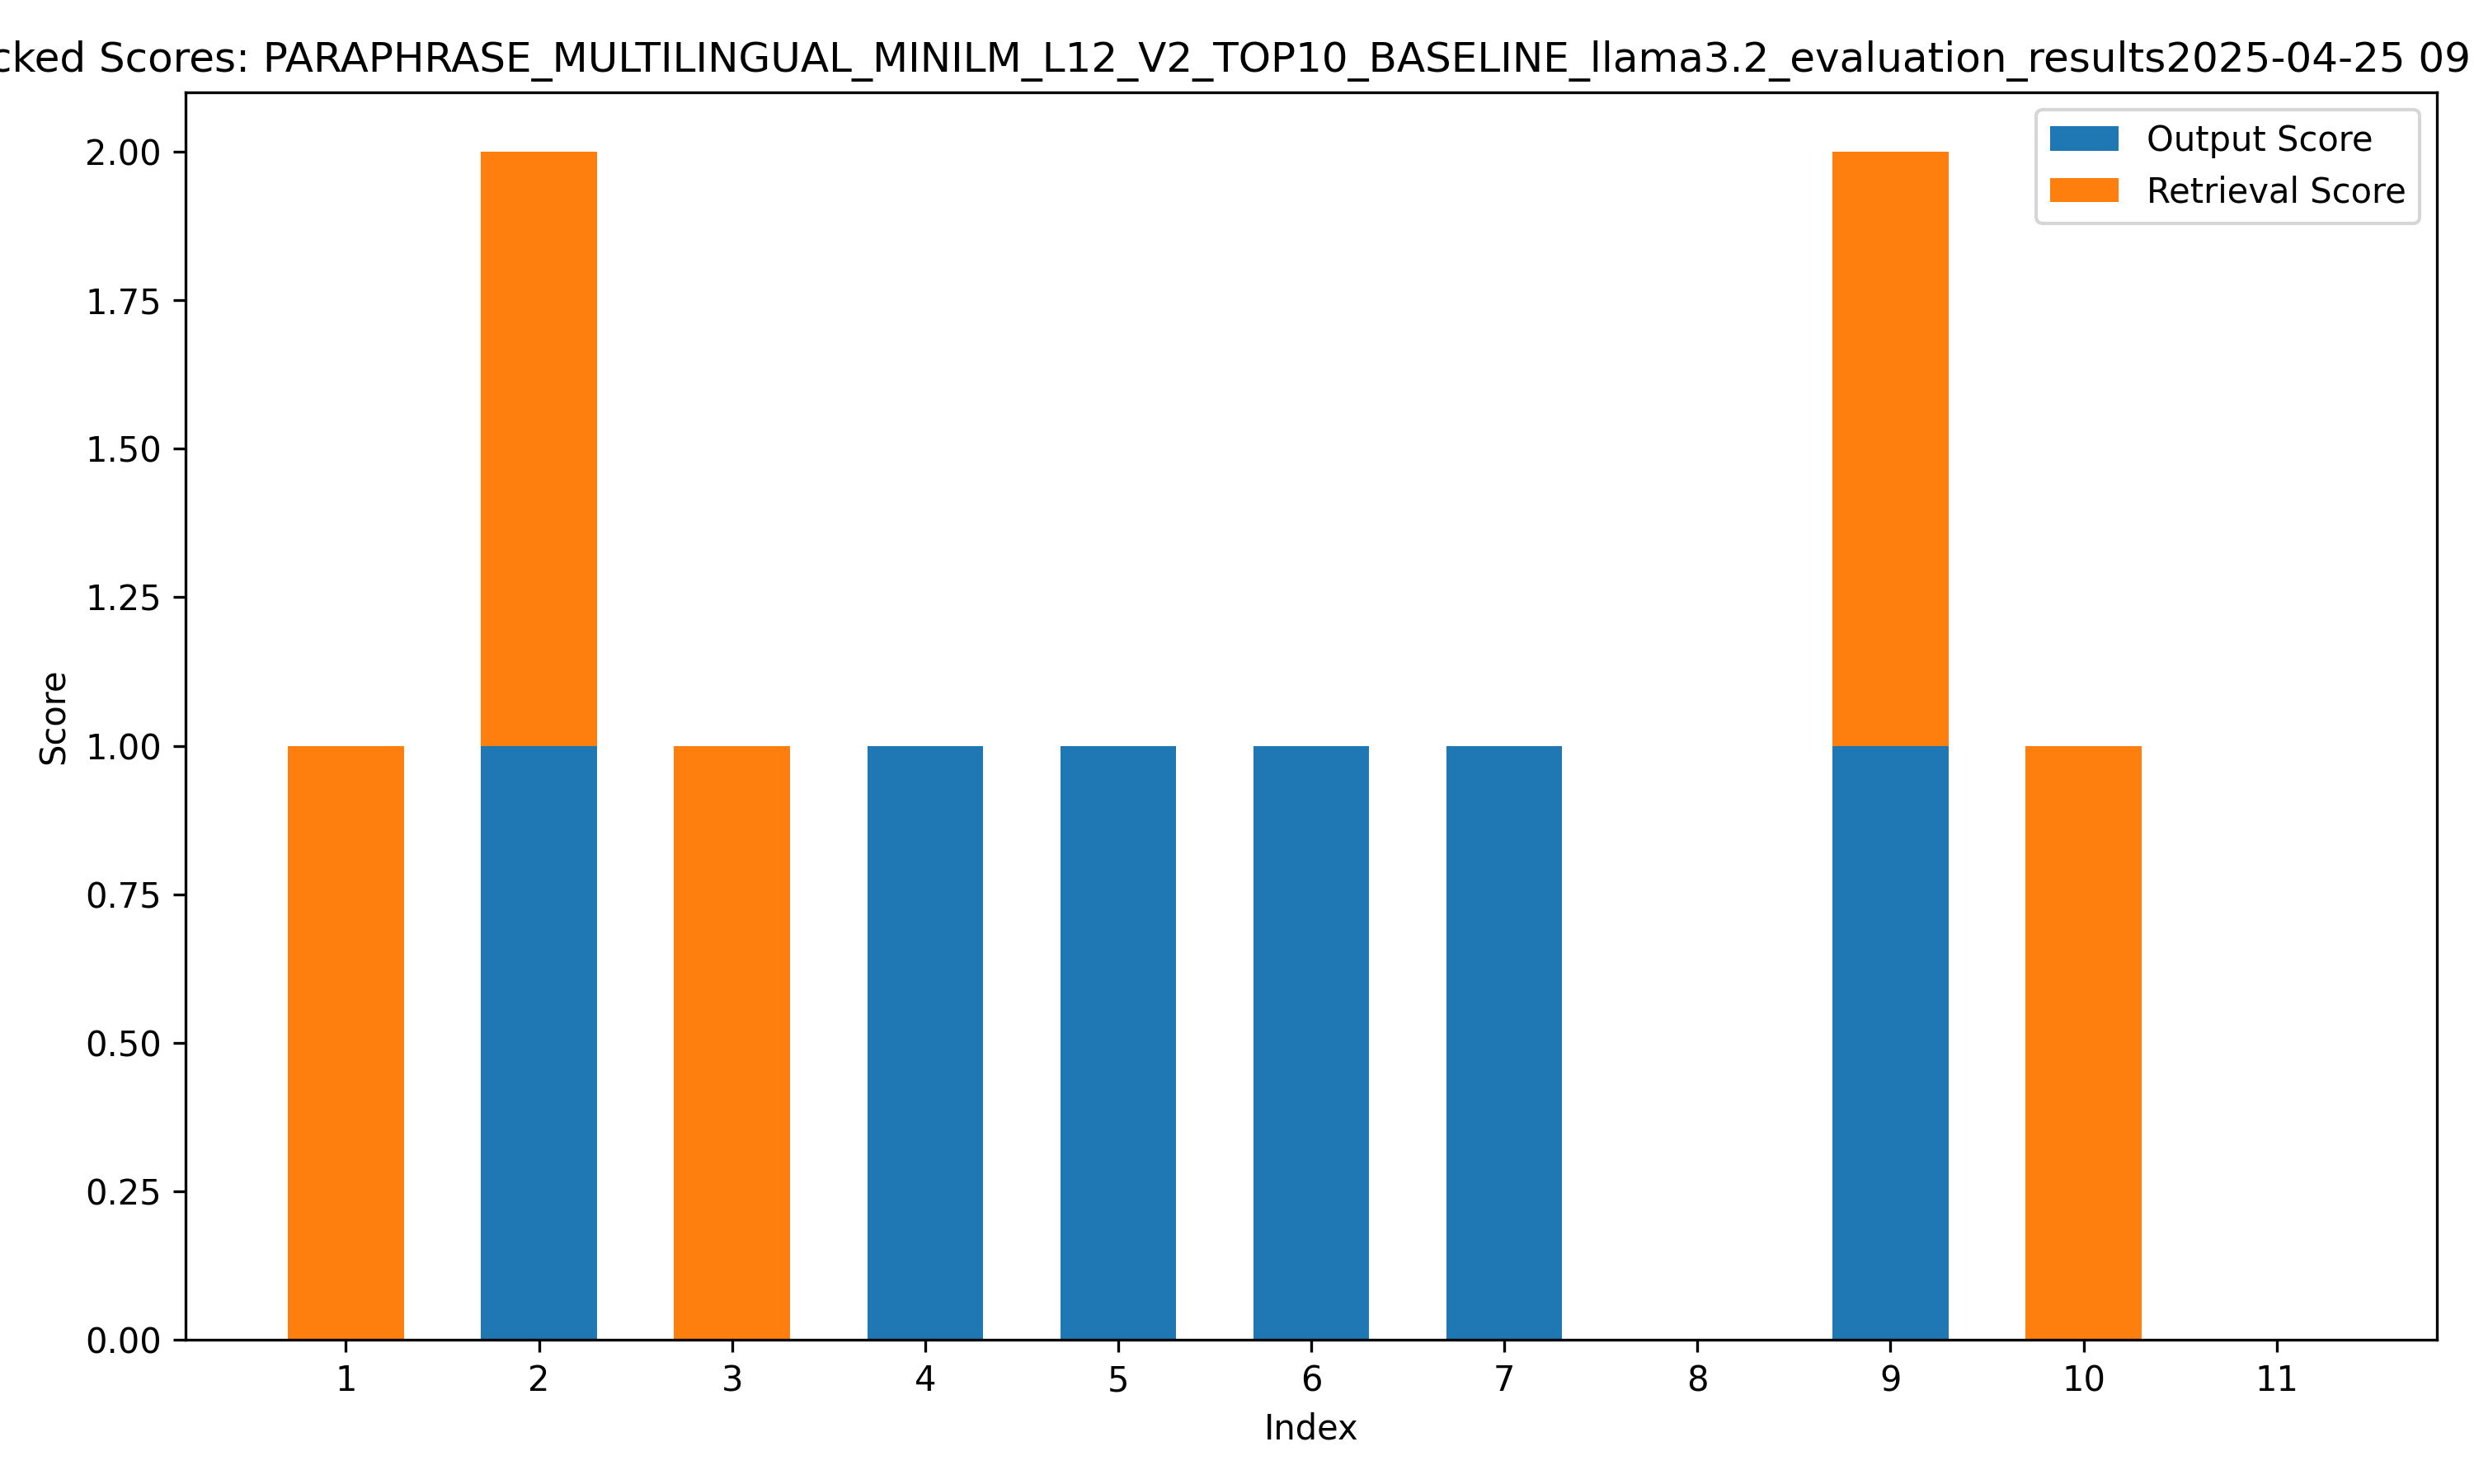 cked Scores: PARAPHRASE_MULTILINGUAL_MINILM_L12_V2_TOP10_BASELINE_llama3.2_evaluation_results2025-04-25 09
Output Score
Retrieval Score
2.00
1.75
1.50
1.25
1.00
0.75
0.50
0.25
0.00
Score
1 2 3 4 5 6 7 8 9 10 11
Index